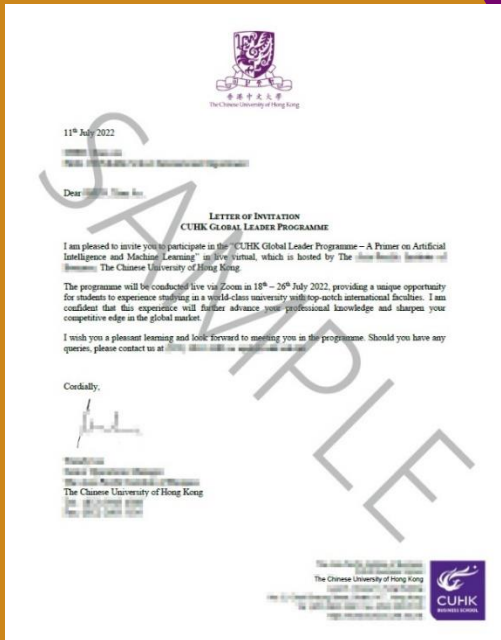 香港中文大學
The Chinese University of Hong Kong
11th July 2022
Dear
LETTER OF INVITATION
CUHK GLOBAL LEADER PROGRAMME
I am pleased to invite you to participate in the “CUHK Global Leader Programme – A Primer on Artificial
Intelligence and Machine Learning” in live virtual, which is hosted by The
The Chinese University of Hong Kong.
The programme will be conducted live via Zoom in 18th – 26th July 2022, providing a unique opportunity
for students to experience studying in a world-class university with top-notch international faculties. I am
confident that this experience will further advance your professional knowledge and sharpen your
competitive edge in the global market.
I wish you a pleasant learning and look forward to meeting you in the programme. Should you have any
queries, please contact us at
Cordially,
The Chinese University of Hong Kong
The Chinese University of Hong Kong
CUHK
BUSINESS SCHOOL
SAMPLE